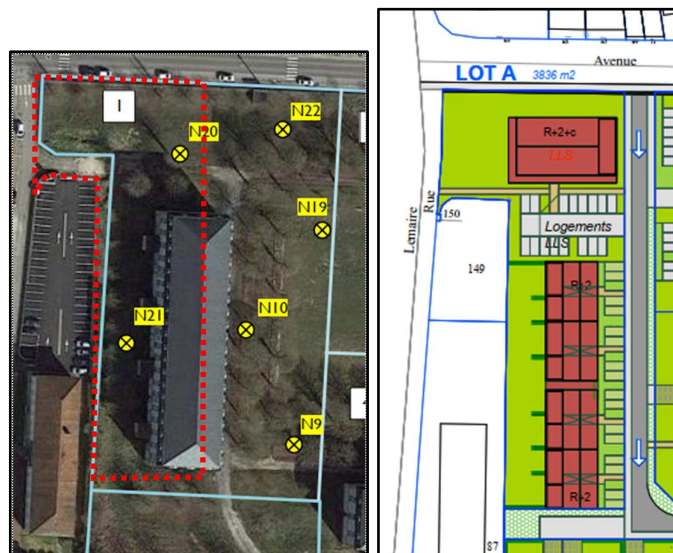 I
N22
N20
N19
N10
N21
N9
Avenue
LOT A 3836 m2
R+2+c
LLS
Rue
Lemaire
150
Logements
LLS
149
R+2
R+2
87